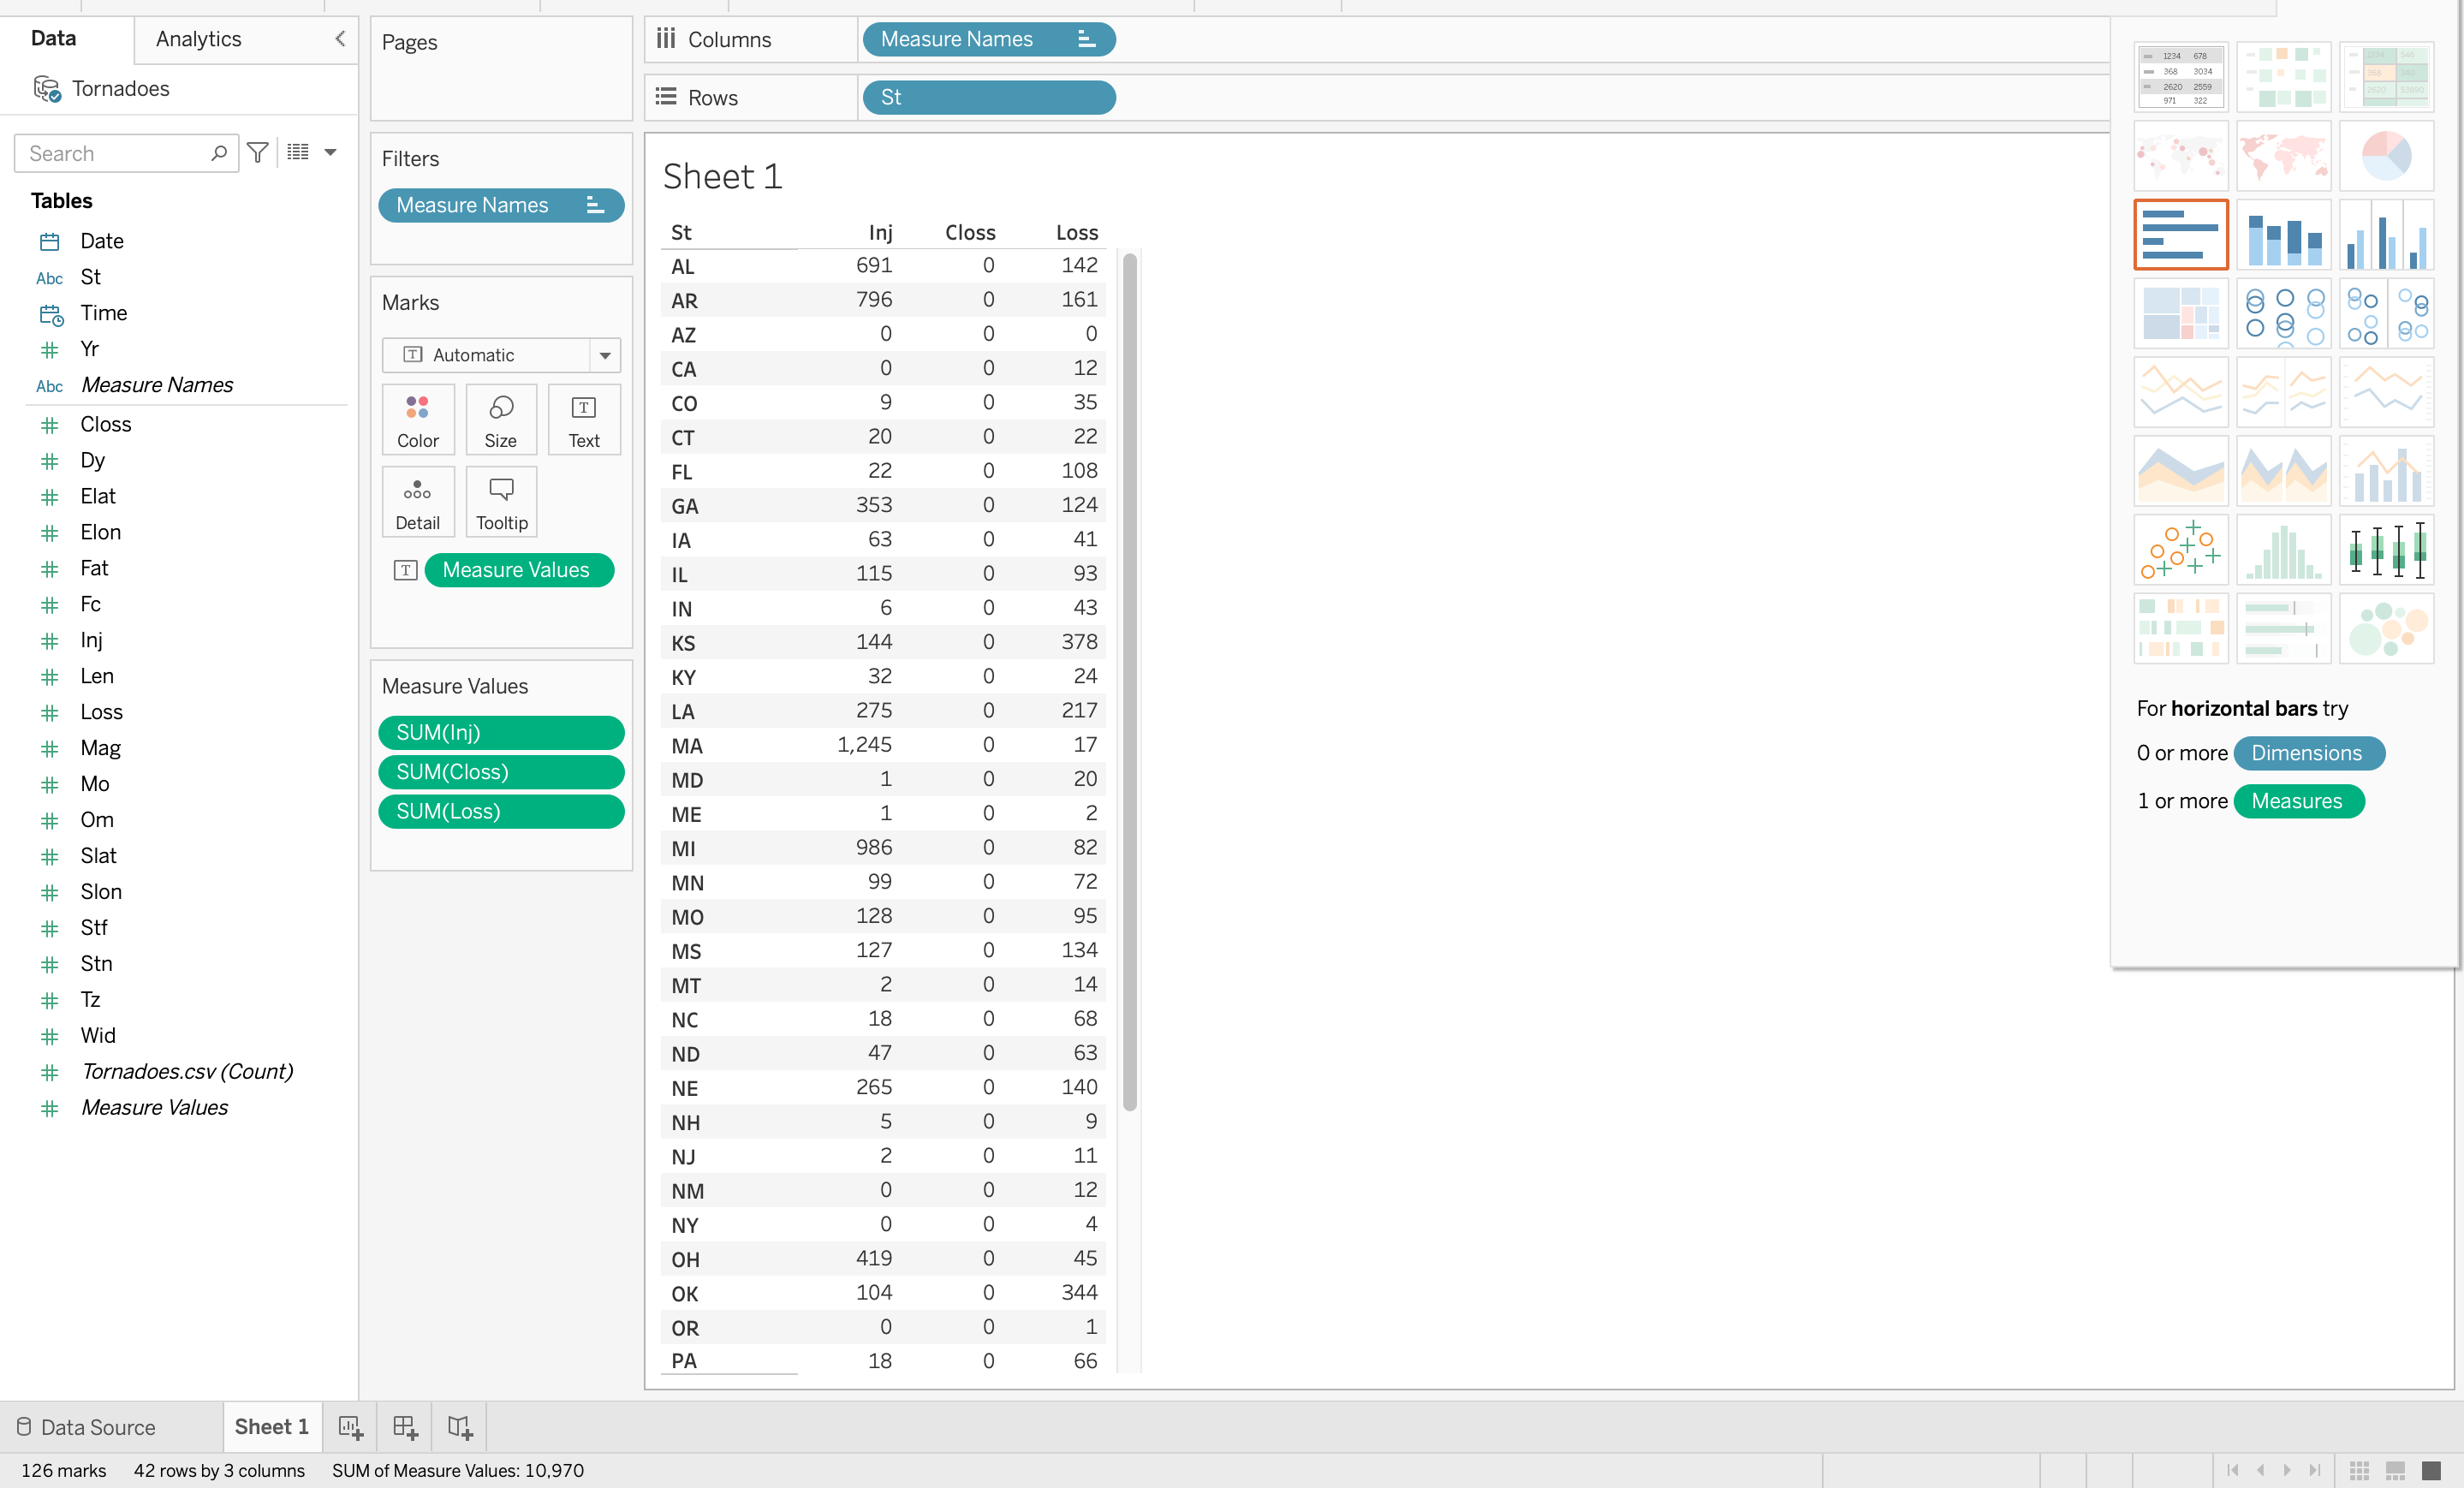 Data
Analytics
Tornadoes
Search
Tables
Date
Abc St
Time
Yr
Abc Measure Names
Closs
Dy
Elat
Elon
Fat
Fc
Inj
Len
Loss
Mag
Mo
Om
Slat
Slon
Stf
Stn
Tz
Wid
Tornadoes.csv (Count)
Measure Values
Pages
Filters
Measure Names
Marks
T Automatic
Color Size T Text
Detail Tooltip
T Measure Values
Measure Values
SUM(Inj)
SUM(Closs)
SUM(Loss)
Columns Measure Names
Rows St
Sheet 1
St Inj Closs Loss
AL 691 0 142
AR 796 0 161
AZ 0 0 0
CA 0 0 12
CO 9 0 35
CT 20 0 22
FL 22 0 108
GA 353 0 124
IA 63 0 41
IL 115 0 93
IN 6 0 43
KS 144 0 378
KY 32 0 24
LA 275 0 217
MA 1,245 0 17
MD 1 0 20
ME 1 0 2
MI 986 0 82
MN 99 0 72
MO 128 0 95
MS 127 0 134
MT 2 0 14
NC 18 0 68
ND 47 0 63
NE 265 0 140
NH 5 0 9
NJ 2 0 11
NM 0 0 12
NY 0 0 4
OH 419 0 45
OK 104 0 344
OR 0 0 1
PA 18 0 66
1234 678
368 3034
2620 2559
971 322
For horizontal bars try
0 or more Dimensions
1 or more Measures
Data Source
Sheet 1
126 marks 42 rows by 3 columns SUM of Measure Values: 10,970